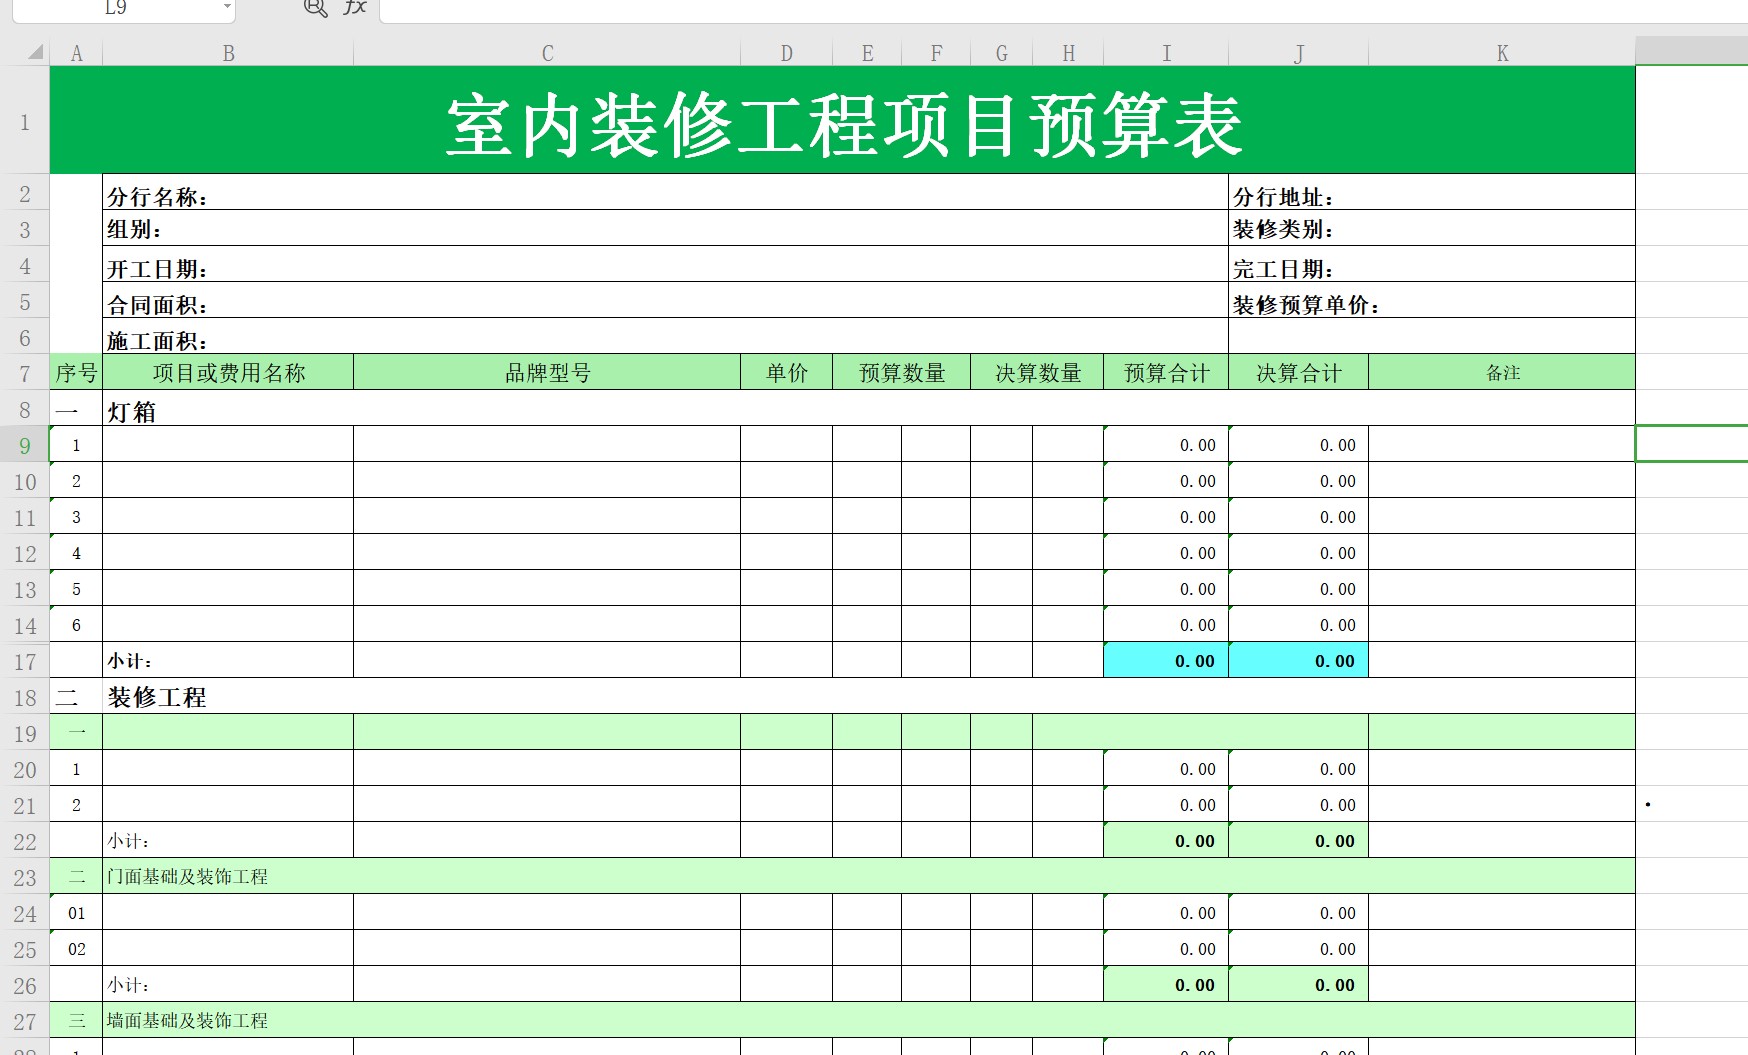 L9
fx
A B C D E F G H I J K
1 室内装修工程项目预算表
2 分行名称： 分行地址：
3 组别： 装修类别：
4 开工日期： 完工日期：
5 合同面积： 装修预算单价：
6 施工面积：
7 序号 项目或费用名称 品牌型号 单价 预算数量 决算数量 预算合计 决算合计 备注
8 一 灯箱
9 1 0.00 0.00
10 2 0.00 0.00
11 3 0.00 0.00
12 4 0.00 0.00
13 5 0.00 0.00
14 6 0.00 0.00
17 小计： 0.00 0.00
18 二 装修工程
19 一
20 1 0.00 0.00
21 2 0.00 0.00
22 小计： 0.00 0.00
23 二 门面基础及装饰工程
24 01 0.00 0.00
25 02 0.00 0.00
26 小计： 0.00 0.00
27 三 墙面基础及装饰工程